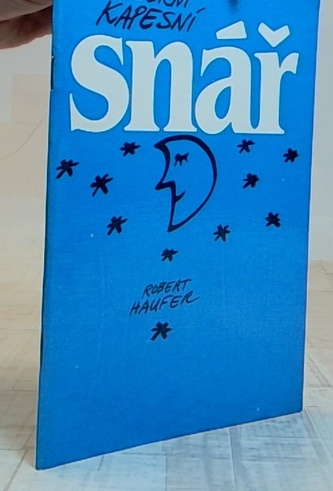 KAPESNÍ
snář
ROBERT
HAUFER